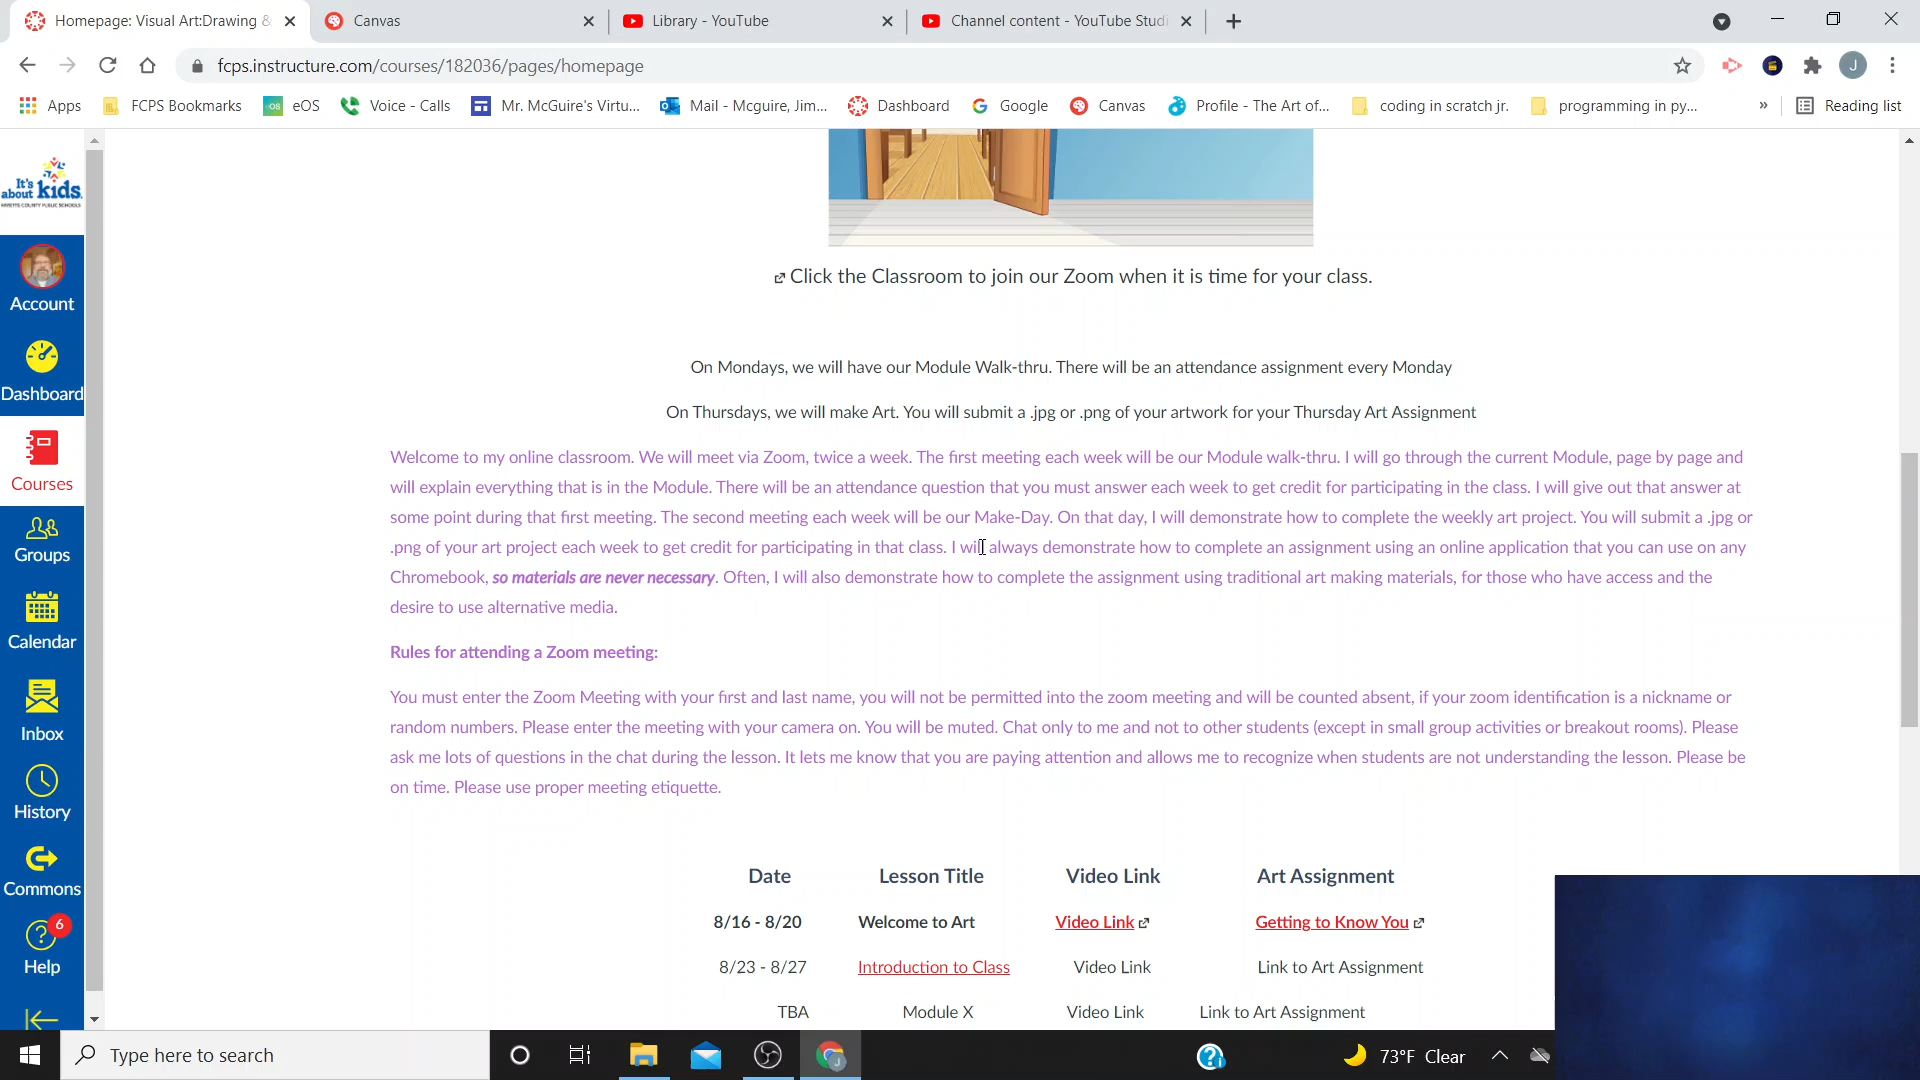 Homepage: Visual Art:Drawing &
Canvas
Library - YouTube
Channel content - YouTube Studi
fcps.instructure.com/courses/182036/pages/homepage
J
Apps
FCPS Bookmarks
eOS
Voice - Calls
Mr. McGuire's Virtu...
Mail - Mcguire, Jim...
Dashboard
Google
Canvas
Profile - The Art of...
coding in scratch jr.
programming in py...
»
Reading list
It's about kids.
FAYETTE COUNTY PUBLIC SCHOOLS
Account
Dashboard
Courses
Groups
Calendar
Inbox
History
Commons
6
Help
Click the Classroom to join our Zoom when it is time for your class.
On Mondays, we will have our Module Walk-thru. There will be an attendance assignment every Monday
On Thursdays, we will make Art. You will submit a .jpg or .png of your artwork for your Thursday Art Assignment
Welcome to my online classroom. We will meet via Zoom, twice a week. The first meeting each week will be our Module walk-thru. I will go through the current Module, page by page and
will explain everything that is in the Module. There will be an attendance question that you must answer each week to get credit for participating in the class. I will give out that answer at
some point during that first meeting. The second meeting each week will be our Make-Day. On that day, I will demonstrate how to complete the weekly art project. You will submit a .jpg or
.png of your art project each week to get credit for participating in that class. I will always demonstrate how to complete an assignment using an online application that you can use on any
Chromebook, so materials are never necessary. Often, I will also demonstrate how to complete the assignment using traditional art making materials, for those who have access and the
desire to use alternative media.
Rules for attending a Zoom meeting:
You must enter the Zoom Meeting with your first and last name, you will not be permitted into the zoom meeting and will be counted absent, if your zoom identification is a nickname or
random numbers. Please enter the meeting with your camera on. You will be muted. Chat only to me and not to other students (except in small group activities or breakout rooms). Please
ask me lots of questions in the chat during the lesson. It lets me know that you are paying attention and allows me to recognize when students are not understanding the lesson. Please be
on time. Please use proper meeting etiquette.
Date Lesson Title Video Link Art Assignment
8/16 - 8/20 Welcome to Art Video Link Getting to Know You
8/23 - 8/27 Introduction to Class Video Link Link to Art Assignment
TBA Module X Video Link Link to Art Assignment
Type here to search
73°F Clear